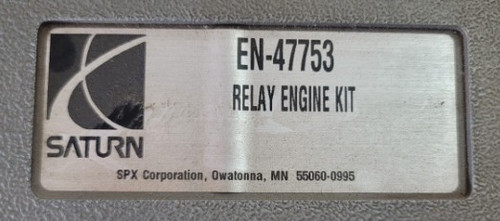 EN-47753
RELAY ENGINE KIT
SATURN
SPX Corporation, Owatonna, MN 55060-0995